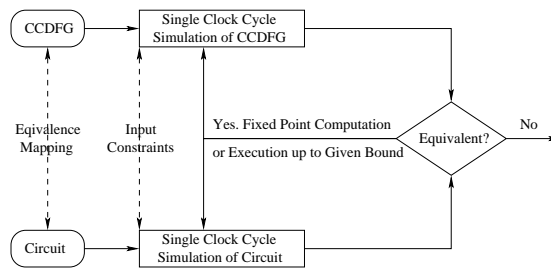 CCDFG
Single Clock Cycle
Simulation of CCDFG
Eqivalence
Mapping
Input
Constraints
Yes. Fixed Point Computation
or Execution up to Given Bound
Equivalent?
No
Circuit
Single Clock Cycle
Simulation of Circuit